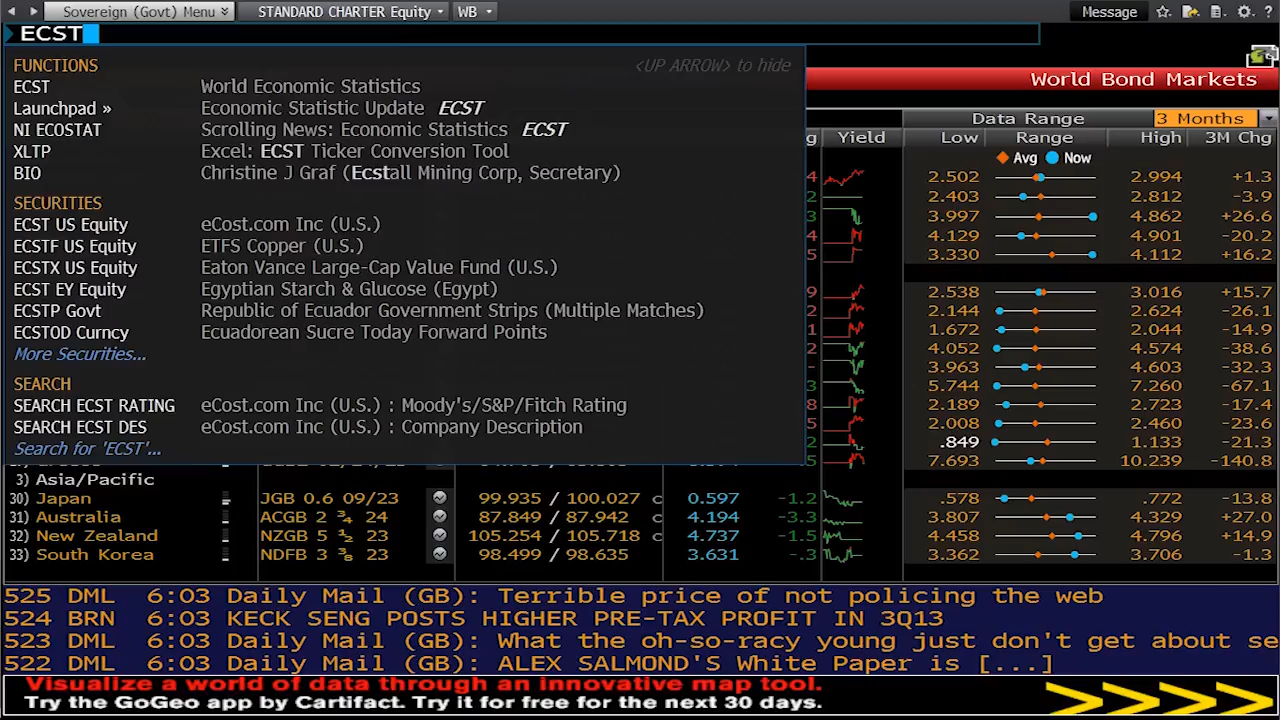 Sovereign (Govt) Menu STANDARD CHARTER Equity WB Message ?
ECST
FUNCTIONS <UP ARROW> to hide
ECST World Economic Statistics
Launchpad » Economic Statistic Update ECST
NI ECOSTAT Scrolling News: Economic Statistics ECST
XLTP Excel: ECST Ticker Conversion Tool
BIO Christine J Graf (Ecstall Mining Corp, Secretary)
SECURITIES
ECST US Equity eCost.com Inc (U.S.)
ECSTF US Equity ETFS Copper (U.S.)
ECSTX US Equity Eaton Vance Large-Cap Value Fund (U.S.)
ECST EY Equity Egyptian Starch & Glucose (Egypt)
ECSTP Govt Republic of Ecuador Government Strips (Multiple Matches)
ECSTOD Curncy Ecuadorean Sucre Today Forward Points
More Securities...
SEARCH
SEARCH ECST RATING eCost.com Inc (U.S.) : Moody's/S&P/Fitch Rating
SEARCH ECST DES eCost.com Inc (U.S.) : Company Description
Search for 'ECST'...
World Bond Markets
Data Range 3 Months
Yield Low Range High 3M Chg
Avg Now
2.502 2.994 +1.3
2.403 2.812 -3.9
3.997 4.862 +26.6
4.129 4.901 -20.2
3.330 4.112 +16.2
2.538 3.016 +15.7
2.144 2.624 -26.1
1.672 2.044 -14.9
4.052 4.574 -38.6
3.963 4.603 -32.3
5.744 7.260 -67.1
2.189 2.723 -17.4
2.008 2.460 -23.6
.849 1.133 -21.3
7.693 10.239 -140.8
3) Asia/Pacific
30) Japan JGB 0.6 09/23 99.935 / 100.027 c 0.597 -1.2 .578 .772 -13.8
31) Australia ACGB 2 ¾ 24 87.849 / 87.942 c 4.194 -3.3 3.807 4.329 +27.0
32) New Zealand NZGB 5 ½ 23 105.254 / 105.718 c 4.737 -1.5 4.458 4.796 +14.9
33) South Korea NDFB 3 ⅜ 23 98.499 / 98.635 3.631 -.3 3.362 3.706 -1.3
525 DML 6:03 Daily Mail (GB): Terrible price of not policing the web
524 BRN 6:03 KECK SENG POSTS HIGHER PRE-TAX PROFIT IN 3Q13
523 DML 6:03 Daily Mail (GB): What the oh-so-racy young just don't get about se
522 DML 6:03 Daily Mail (GB): ALEX SALMOND'S White Paper is [...]
Visualize a world of data through an innovative map tool.
Try the GoGeo app by Cartifact. Try it for free for the next 30 days.